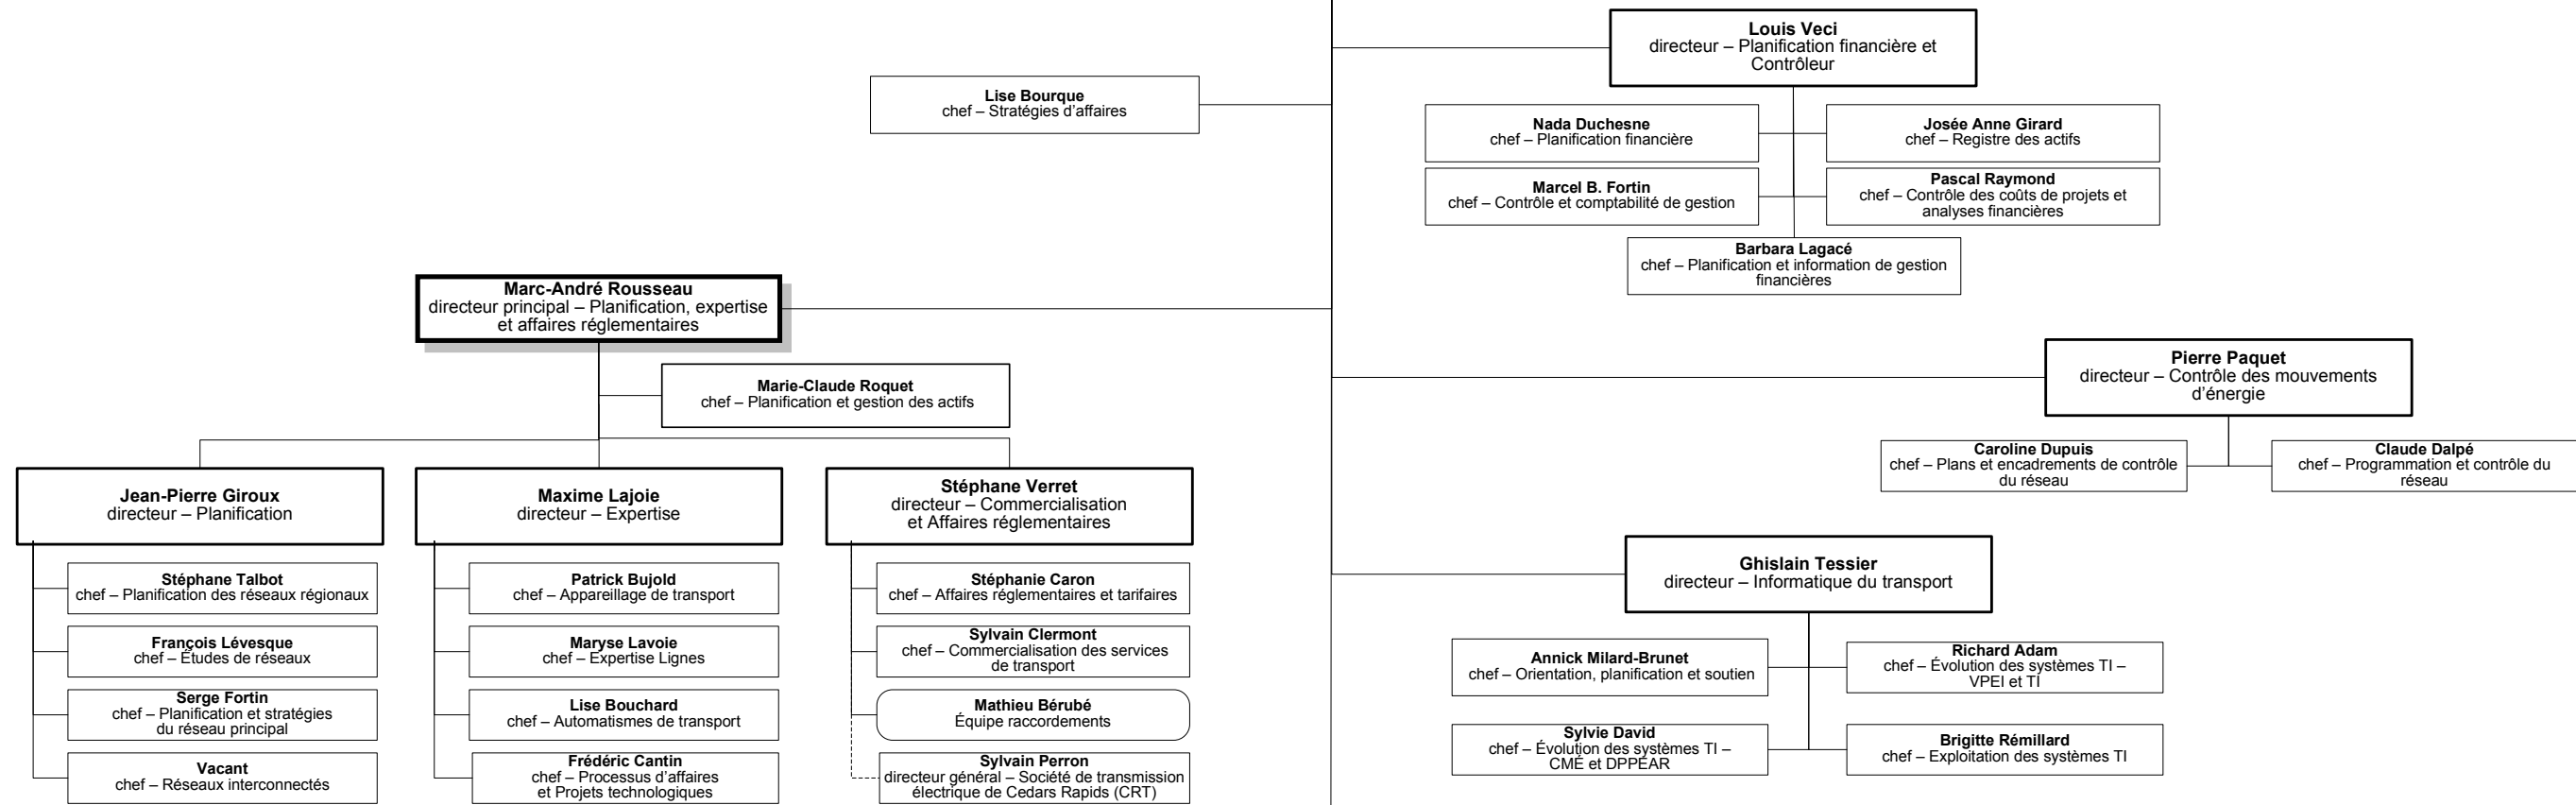 Louis Veci
directeur – Planification financière et
Contrôleur
Lise Bourque
chef – Stratégies d’affaires
Nada Duchesne
chef – Planification financière
Josée Anne Girard
chef – Registre des actifs
Marcel B. Fortin
chef – Contrôle et comptabilité de gestion
Pascal Raymond
chef – Contrôle des coûts de projets et
analyses financières
Barbara Lagacé
chef – Planification et information de gestion
financières
Marc-André Rousseau
directeur principal – Planification, expertise
et affaires réglementaires
Marie-Claude Roquet
chef – Planification et gestion des actifs
Pierre Paquet
directeur – Contrôle des mouvements
d’énergie
Caroline Dupuis
chef – Plans et encadrements de contrôle
du réseau
Claude Dalpé
chef – Programmation et contrôle du
réseau
Jean-Pierre Giroux
directeur – Planification
Stéphane Talbot
chef – Planification des réseaux régionaux
François Lévesque
chef – Études de réseaux
Serge Fortin
chef – Planification et stratégies
du réseau principal
Vacant
chef – Réseaux interconnectés
Maxime Lajoie
directeur – Expertise
Patrick Bujold
chef – Appareillage de transport
Maryse Lavoie
chef – Expertise Lignes
Lise Bouchard
chef – Automatismes de transport
Frédéric Cantin
chef – Processus d’affaires
et Projets technologiques
Stéphane Verret
directeur – Commercialisation
et Affaires réglementaires
Stéphanie Caron
chef – Affaires réglementaires et tarifaires
Sylvain Clermont
chef – Commercialisation des services
de transport
Mathieu Bérubé
Équipe raccordements
Sylvain Perron
directeur général – Société de transmission
électrique de Cedars Rapids (CRT)
Ghislain Tessier
directeur – Informatique du transport
Annick Milard-Brunet
chef – Orientation, planification et soutien
Richard Adam
chef – Évolution des systèmes TI –
VPEI et TI
Sylvie David
chef – Évolution des systèmes TI –
CMÉ et DPPÉAR
Brigitte Rémillard
chef – Exploitation des systèmes TI